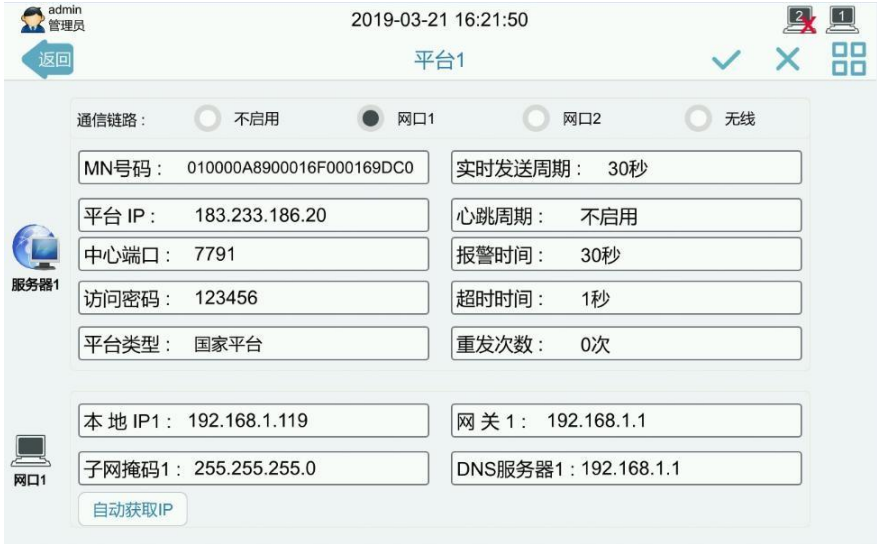 admin
管理员
2019-03-21 16:21:50
2
1
返回
平台1
通信链路： 不启用 网口1 网口2 无线
MN号码： 010000A8900016F000169DC0 实时发送周期： 30秒
平台 IP： 183.233.186.20 心跳周期： 不启用
中心端口： 7791 报警时间： 30秒
服务器1
访问密码： 123456 超时时间： 1秒
平台类型： 国家平台 重发次数： 0次
本 地 IP1： 192.168.1.119 网 关 1： 192.168.1.1
网口1
子网掩码1： 255.255.255.0 DNS服务器1：192.168.1.1
自动获取IP